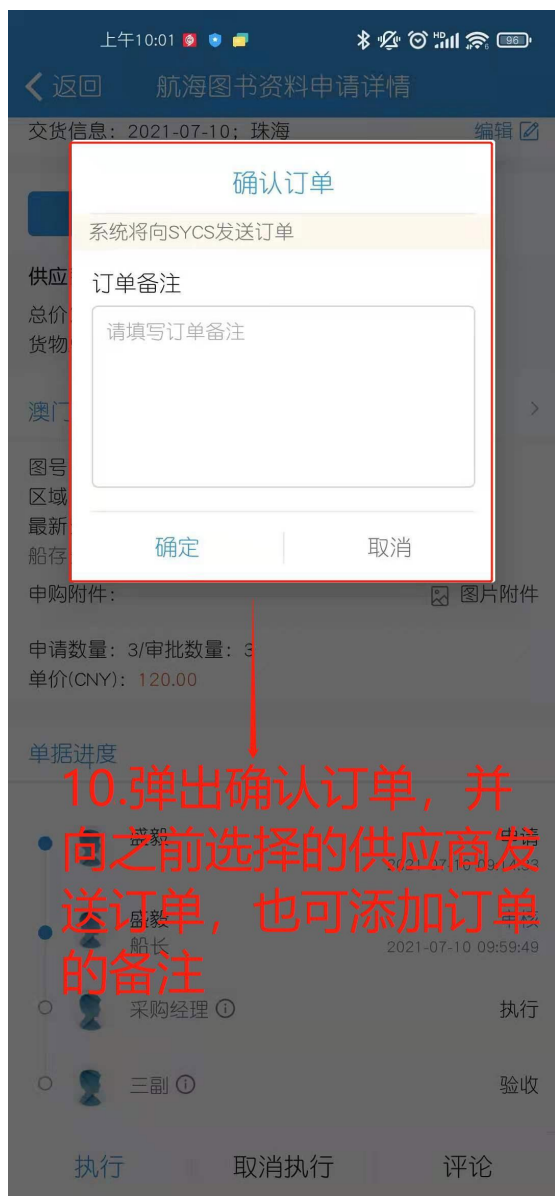 上午10:01
96
返回 航海图书资料申请详情
交货信息：2021-07-10；珠海 编辑
确认订单
系统将向SYCS发送订单
供应
订单备注
总价
请填写订单备注
货物
澳门
图号
区域
最新
船存
确定 取消
申购附件： 图片附件
申请数量：3/审批数量：3
单价(CNY)：120.00
单据进度
10.弹出确认订单，并
向之前选择的供应商发
送订单，也可添加订单
的备注
盛毅 申请
盛毅
船长 2021-07-10 09:59:49
采购经理 执行
三副 验收
执行 取消执行 评论